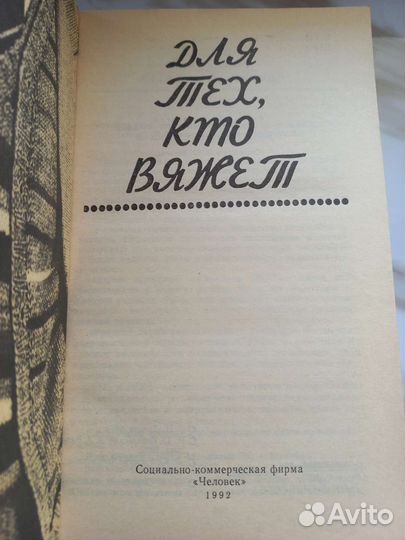 ДЛЯ
ТЕХ,
КТО
ВЯЖЕТ
Социально-коммерческая фирма
«Человек»
1992
Avito